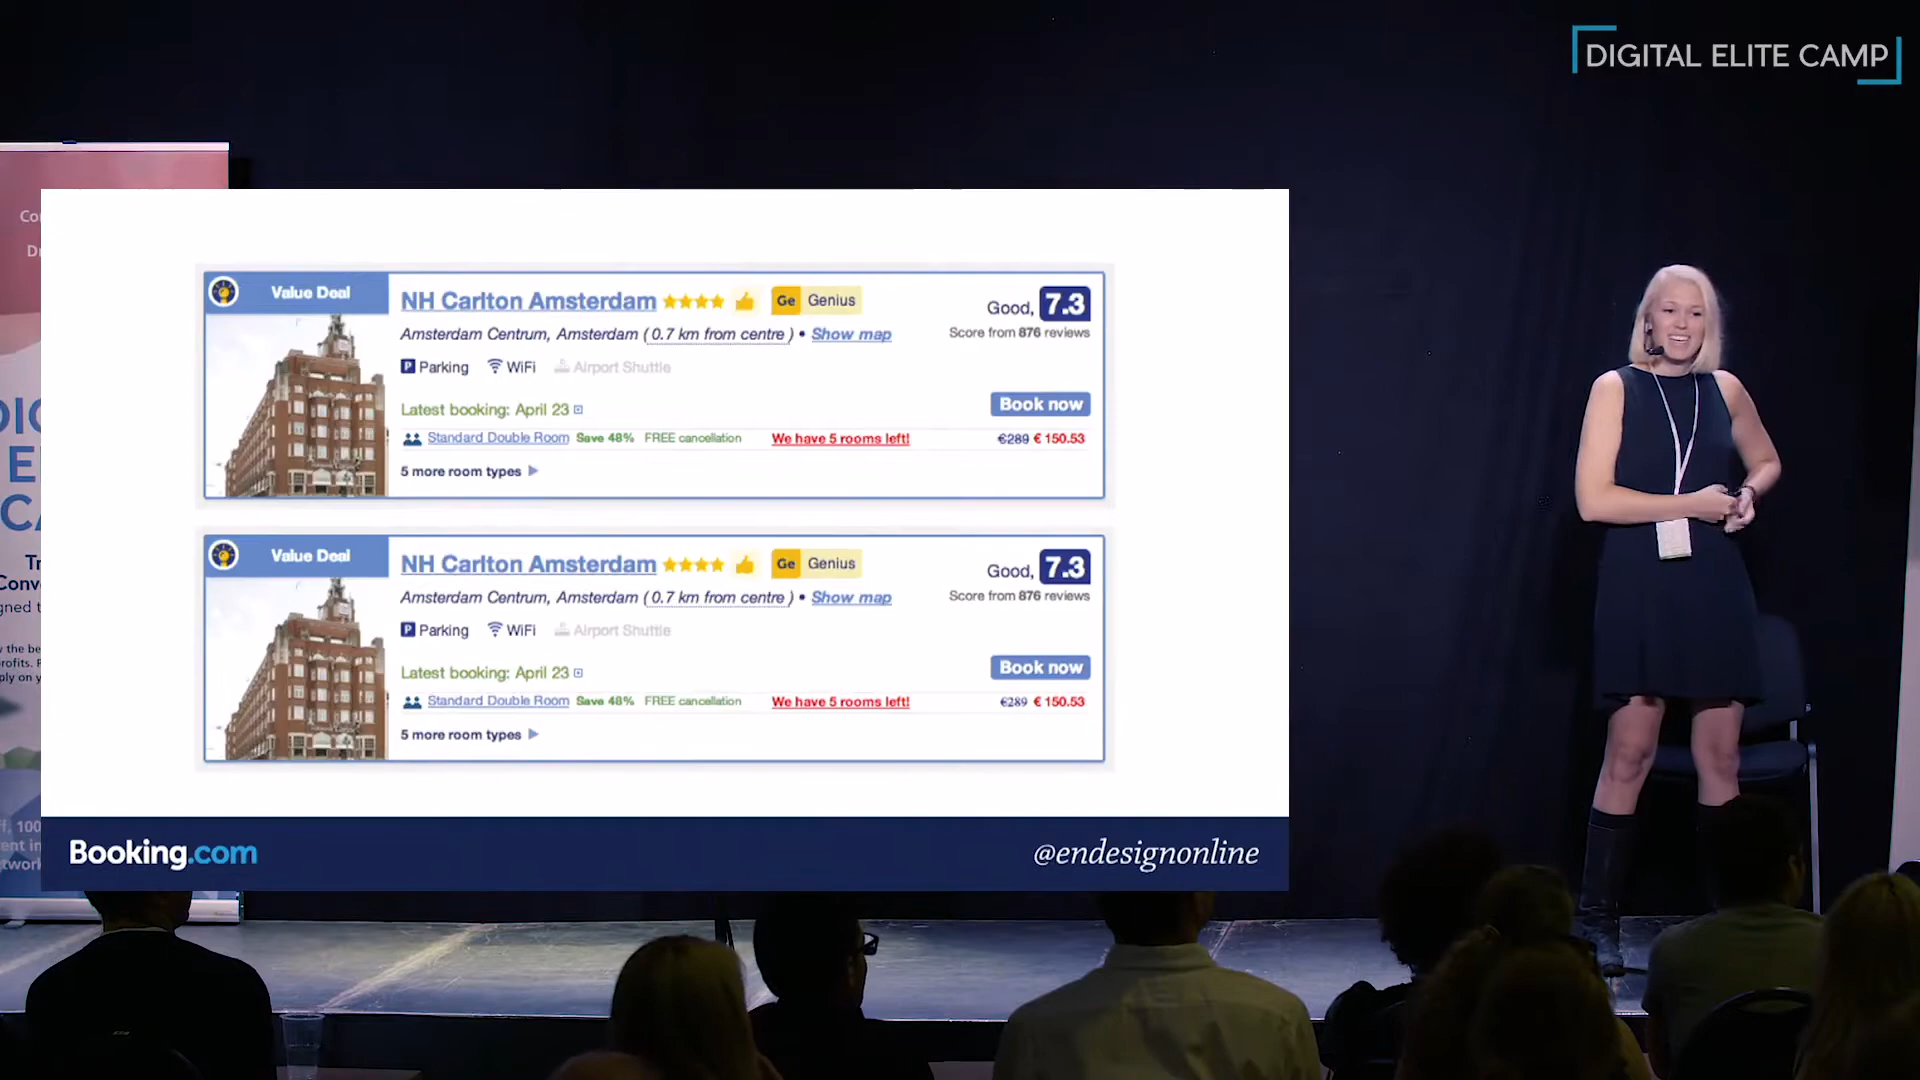 DIGITAL ELITE CAMP
Value Deal
NH Carlton Amsterdam Ge Genius
Good, 7.3
Amsterdam Centrum, Amsterdam ( 0.7 km from centre ) • Show map
Score from 876 reviews
P Parking WiFi Airport Shuttle
Latest booking: April 23
Book now
Standard Double Room Save 48% FREE cancellation We have 5 rooms left! €289 € 150.53
5 more room types
Value Deal
NH Carlton Amsterdam Ge Genius
Good, 7.3
Amsterdam Centrum, Amsterdam ( 0.7 km from centre ) • Show map
Score from 876 reviews
P Parking WiFi Airport Shuttle
Latest booking: April 23
Book now
Standard Double Room Save 48% FREE cancellation We have 5 rooms left! €289 € 150.53
5 more room types
Booking.com
@endesignonline